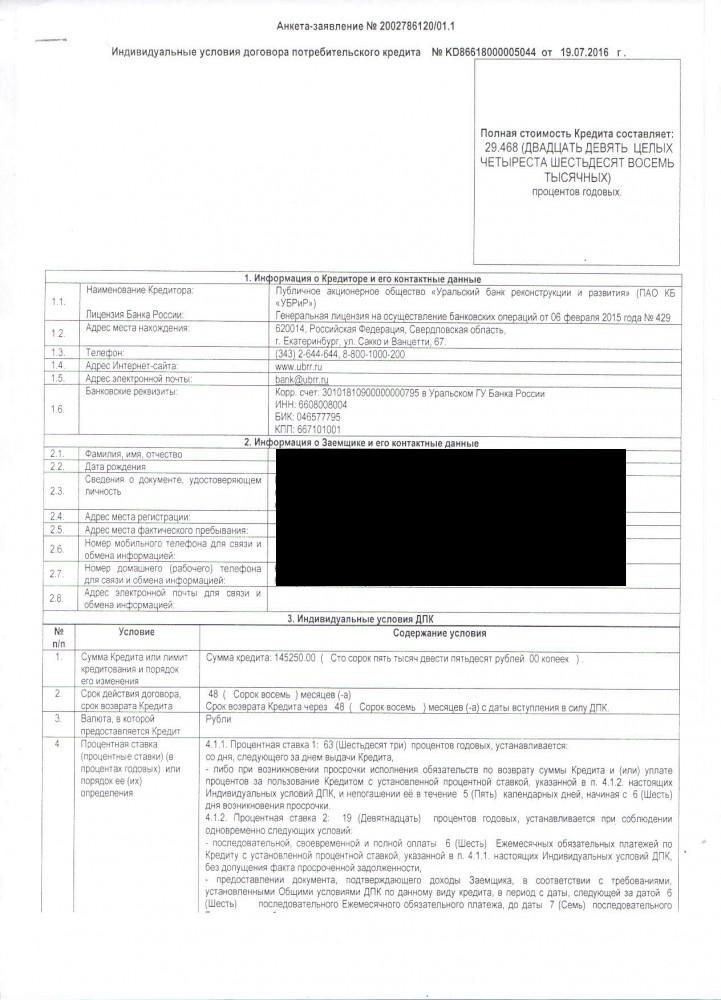 Анкета-заявление № 2002786120/01.1
Индивидуальные условия договора потребительского кредита № KD86618000005044 от 19.07.2016 г.
Полная стоимость Кредита составляет:
29.468 (ДВАДЦАТЬ ДЕВЯТЬ ЦЕЛЫХ
ЧЕТЫРЕСТА ШЕСТЬДЕСЯТ ВОСЕМЬ
ТЫСЯЧНЫХ)
процентов годовых.
1. Информация о Кредиторе и его контактные данные
1.1.
Наименование Кредитора:
Публичное акционерное общество «Уральский банк реконструкции и развития» (ПАО КБ
«УБРиР»)
Лицензия Банка России:
Генеральная лицензия на осуществление банковских операций от 06 февраля 2015 года № 429
1.2.
Адрес места нахождения:
620014, Российская Федерация, Свердловская область,
г. Екатеринбург, ул. Сакко и Ванцетти, 67.
1.3.
Телефон:
(343) 2-644-644, 8-800-1000-200
1.4.
Адрес Интернет-сайта:
www.ubrr.ru
1.5.
Адрес электронной почты:
bank@ubrr.ru
1.6.
Банковские реквизиты:
Корр. счет: 30101810900000000795 в Уральском ГУ Банка России
ИНН: 6608008004
БИК: 046577795
КПП: 667101001
2. Информация о Заемщике и его контактные данные
2.1.
Фамилия, имя, отчество
2.2.
Дата рождения
2.3.
Сведения о документе, удостоверяющем
личность
2.4.
Адрес места регистрации:
2.5.
Адрес места фактического пребывания:
2.6.
Номер мобильного телефона для связи и
обмена информацией:
2.7.
Номер домашнего (рабочего) телефона
для связи и обмена информацией:
2.8.
Адрес электронной почты для связи и
обмена информацией:
3. Индивидуальные условия ДПК
№
п/п
Условие
Содержание условия
1.
Сумма Кредита или лимит
кредитования и порядок
его изменения
Сумма кредита: 145250.00 ( Сто сорок пять тысяч двести пятьдесят рублей 00 копеек ) .
2.
Срок действия договора,
срок возврата Кредита
48 ( Сорок восемь ) месяцев (-а)
Срок возврата Кредита через 48 ( Сорок восемь ) месяцев (-а) с даты вступления в силу ДПК.
3.
Валюта, в которой
предоставляется Кредит
Рубли
4
Процентная ставка
(процентные ставки) (в
процентах годовых) или
порядок ее (их)
определения
4.1.1. Процентная ставка 1: 63 (Шестьдесят три) процентов годовых, устанавливается:
со дня, следующего за днем выдачи Кредита,
- либо при возникновении просрочки исполнения обязательств по возврату суммы Кредита и (или) уплате
процентов за пользование Кредитом с установленной процентной ставкой, указанной в п. 4.1.2. настоящих
Индивидуальных условий ДПК, и непогашении её в течение 5 (Пять) календарных дней, начиная с 6 (Шесть)
дня возникновения просрочки.
4.1.2. Процентная ставка 2: 19 (Девятнадцать) процентов годовых, устанавливается при соблюдении
одновременно следующих условий:
- последовательной, своевременной и полной оплаты 6 (Шесть) Ежемесячных обязательных платежей по
Кредиту с установленной процентной ставкой, указанной в п. 4.1.1. настоящих Индивидуальных условий ДПК,
без допущения факта просроченной задолженности,
- предоставлении документа, подтверждающего доходы Заемщика, в соответствии с требованиями,
установленными Общими условиями ДПК по данному виду кредита, в период с даты, следующей за датой 6
(Шесть) последовательного Ежемесячного обязательного платежа, до даты 7 (Семь) последовательного